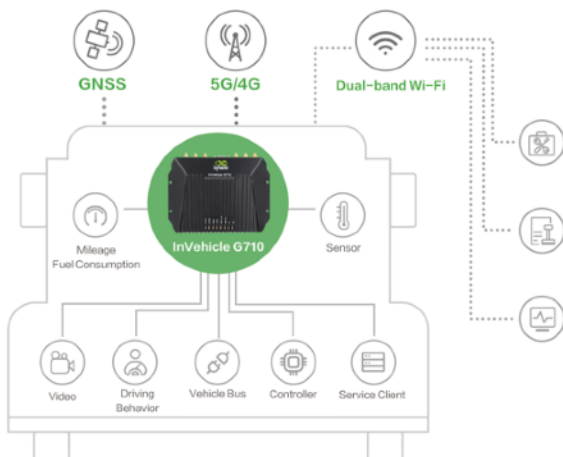 GNSS
5G/4G
Dual-band Wi-Fi
InVehicle G710
Mileage
Fuel Consumption
Sensor
Video
Driving
Behavior
Vehicle Bus
Controller
Service Client